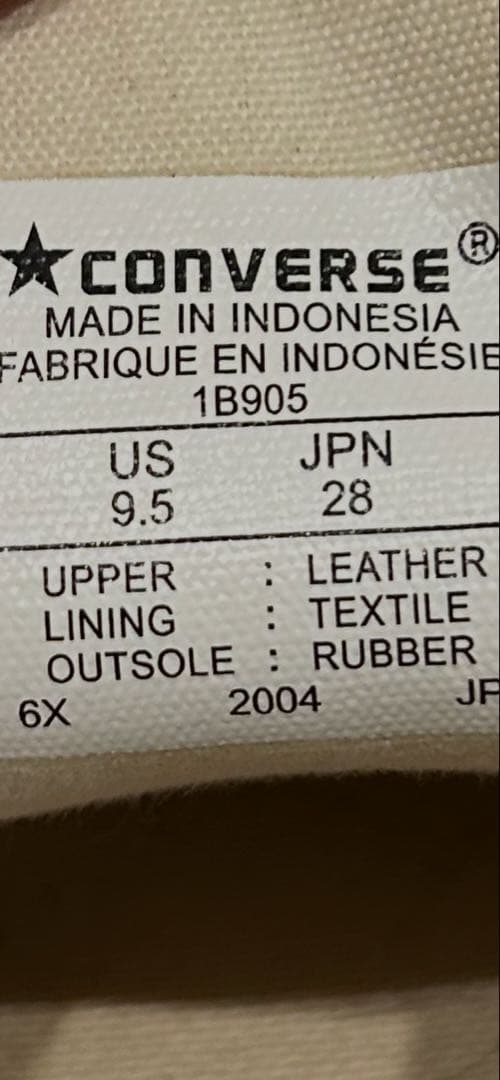 ★CONVERSE®
MADE IN INDONESIA
FABRIQUE EN INDONÉSIE
1B905
US JPN
9.5 28
UPPER : LEATHER
LINING : TEXTILE
OUTSOLE : RUBBER
6X 2004